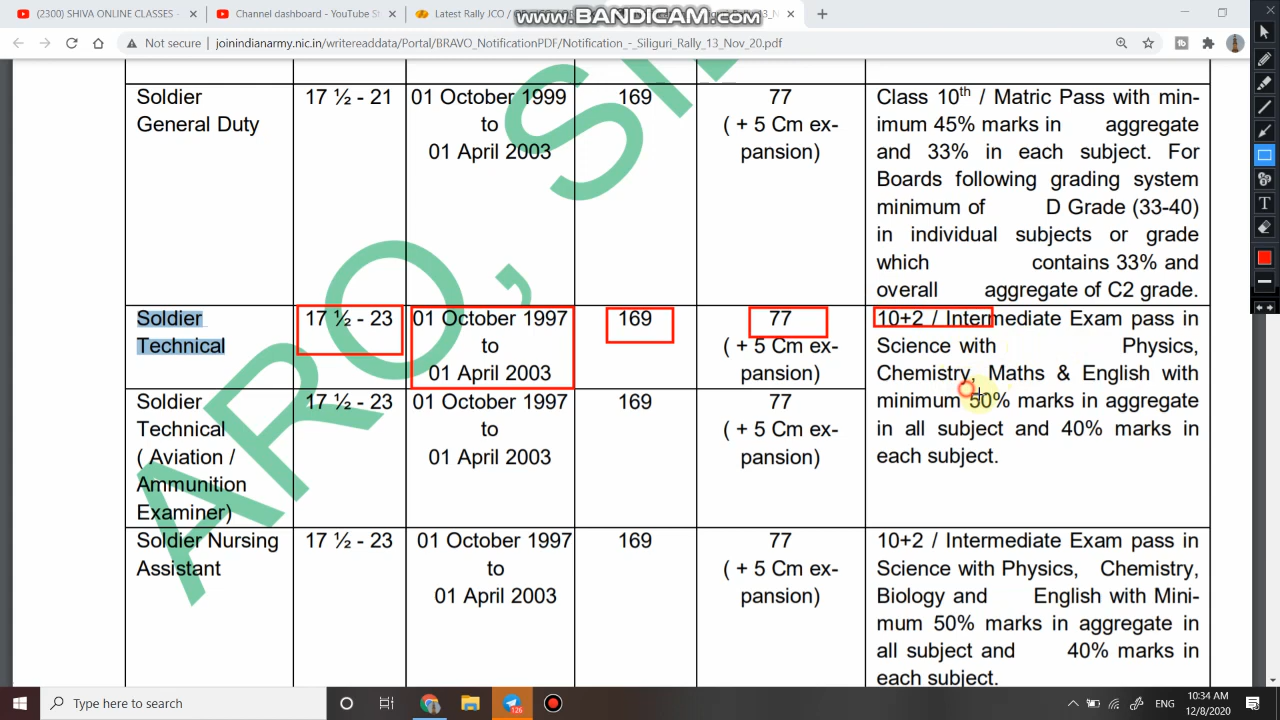 (2300) SHIVA ONLINE CLASSES -
Channel dashboard - YouTube St
Latest Rally JCO /
www.BANDICAM.com
Not secure
joinindianarmy.nic.in/writereaddata/Portal/BRAVO_NotificationPDF/Notification_-_Siliguri_Rally_13_Nov_20.pdf
ARO, SI
Soldier
General Duty
17 ½ - 21
01 October 1999
to
01 April 2003
169
77
( + 5 Cm ex-
pansion)
Class 10th / Matric Pass with min-
imum 45% marks in aggregate
and 33% in each subject. For
Boards following grading system
minimum of D Grade (33-40)
in individual subjects or grade
which contains 33% and
overall aggregate of C2 grade.
Soldier
Technical
17 ½ - 23
01 October 1997
to
01 April 2003
169
77
( + 5 Cm ex-
pansion)
10+2 / Intermediate Exam pass in
Science with Physics,
Chemistry, Maths & English with
minimum 50% marks in aggregate
in all subject and 40% marks in
each subject.
Soldier
Technical
( Aviation /
Ammunition
Examiner)
17 ½ - 23
01 October 1997
to
01 April 2003
169
77
( + 5 Cm ex-
pansion)
Soldier Nursing
Assistant
17 ½ - 23
01 October 1997
to
01 April 2003
169
77
( + 5 Cm ex-
pansion)
10+2 / Intermediate Exam pass in
Science with Physics, Chemistry,
Biology and English with Mini-
mum 50% marks in aggregate in
all subject and 40% marks in
each subject.
Type here to search
126
ENG
10:34 AM
12/8/2020